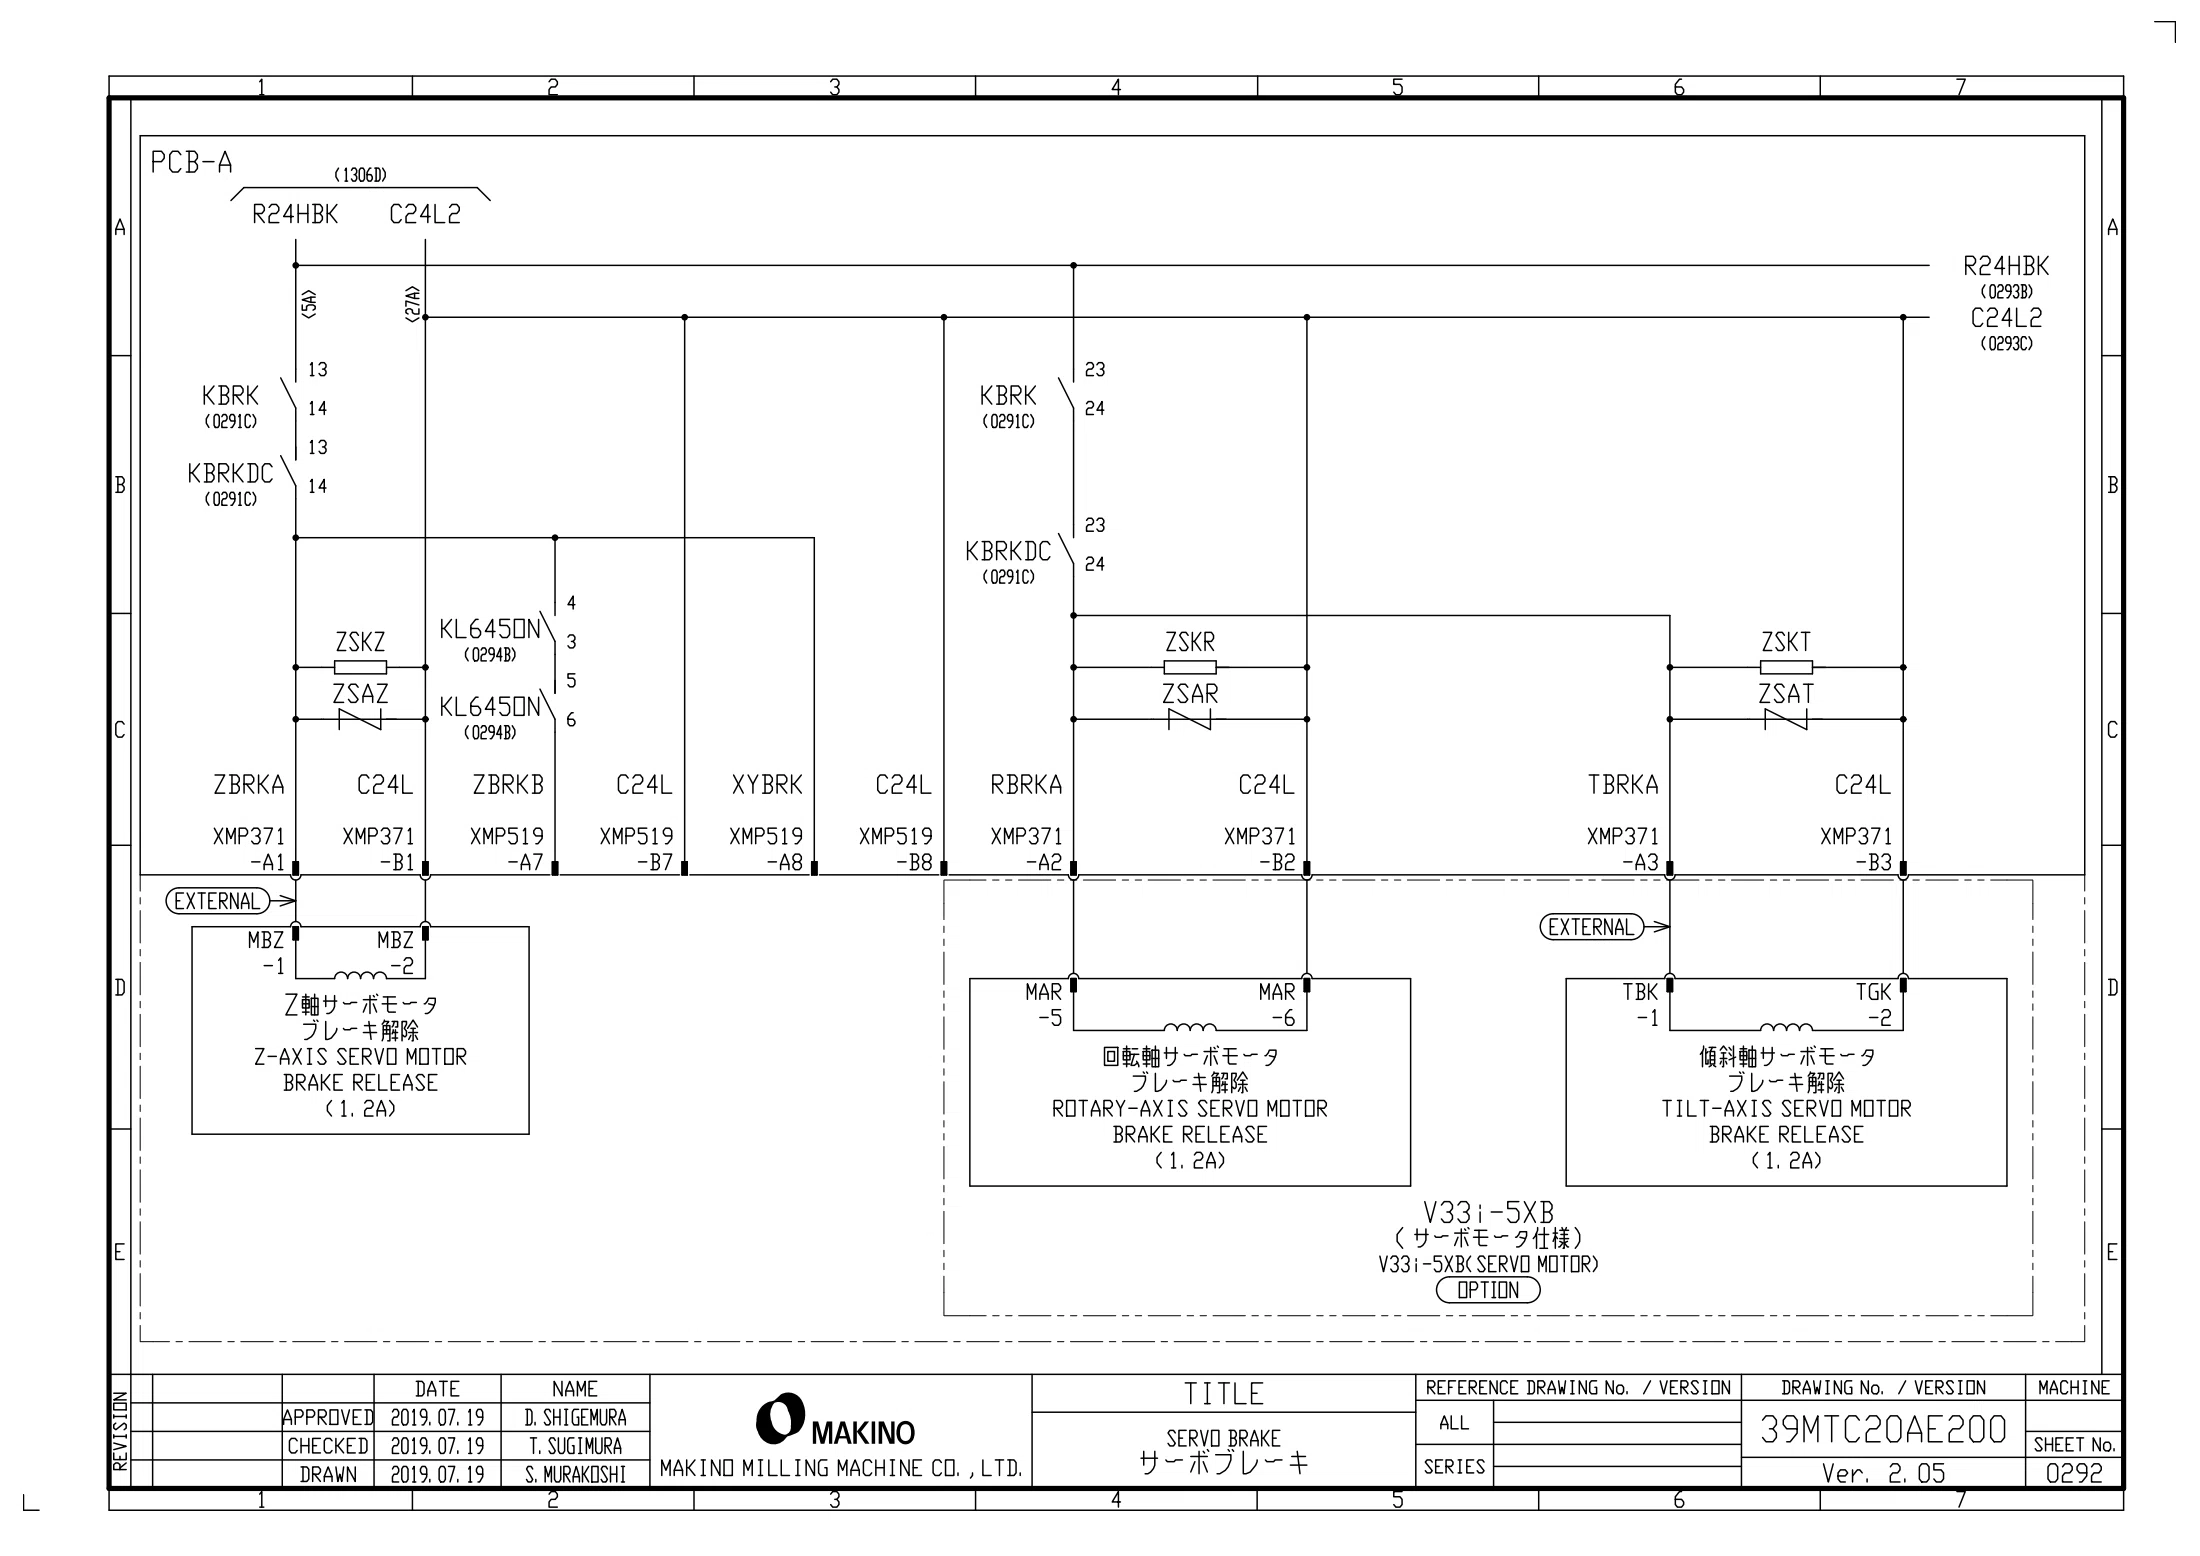 1 2 3 4 5 6 7
PCB-A
(1306D)
R24HBK C24L2
A A
R24HBK
(0293B)
<5A> <27A>
C24L2
(0293C)
13 23
KBRK KBRK
14 24
(0291C) (0291C)
13
KBRKDC
14
(0291C)
B B
23
KBRKDC
24
(0291C)
4
KL6450N
3
(0294B)
ZSKZ ZSKR ZSKT
5
ZSAZ ZSAR ZSAT
KL6450N
6
(0294B)
C C
ZBRKA C24L ZBRKB C24L XYBRK C24L RBRKA C24L TBRKA C24L
XMP371 XMP371 XMP519 XMP519 XMP519 XMP519 XMP371 XMP371 XMP371 XMP371
-A1 -B1 -A7 -B7 -A8 -B8 -A2 -B2 -A3 -B3
EXTERNAL
EXTERNAL
MBZ MBZ
-1 -2
D D
Z軸サーボモータ
ブレーキ解除
Z-AXIS SERVO MOTOR
BRAKE RELEASE
(1.2A)
MAR MAR
-5 -6
回転軸サーボモータ
ブレーキ解除
ROTARY-AXIS SERVO MOTOR
BRAKE RELEASE
(1.2A)
TBK TGK
-1 -2
傾斜軸サーボモータ
ブレーキ解除
TILT-AXIS SERVO MOTOR
BRAKE RELEASE
(1.2A)
V33i-5XB
(サーボモータ仕様)
V33i-5XB(SERVO MOTOR)
OPTION
E E
REVISION
DATE NAME
APPROVED 2019.07.19 D. SHIGEMURA
CHECKED 2019.07.19 T. SUGIMURA
DRAWN 2019.07.19 S. MURAKOSHI
MAKINO
MAKINO MILLING MACHINE CO.,LTD.
TITLE
SERVO BRAKE
サーボブレーキ
REFERENCE DRAWING No. / VERSION
ALL
SERIES
DRAWING No. / VERSION
39MTC20AE200
Ver. 2.05
MACHINE
SHEET No.
0292
1 2 3 4 5 6 7